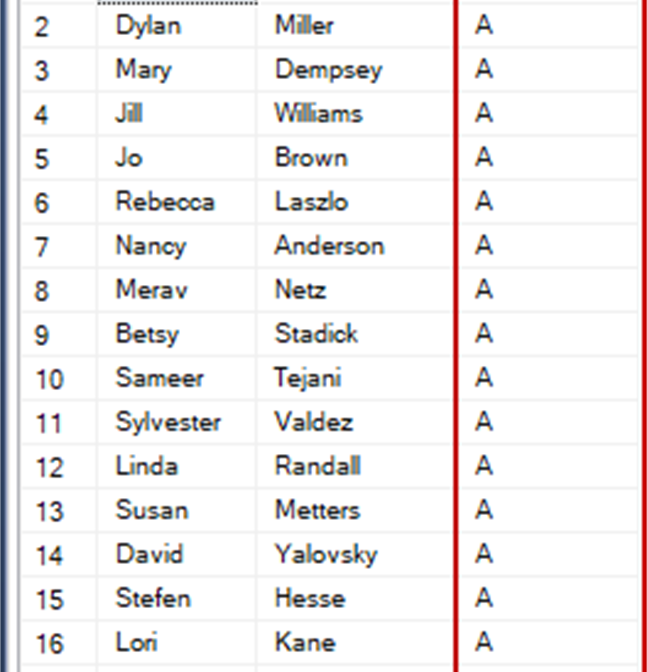 2 Dylan Miller A
3 Mary Dempsey A
4 Jill Williams A
5 Jo Brown A
6 Rebecca Laszlo A
7 Nancy Anderson A
8 Merav Netz A
9 Betsy Stadick A
10 Sameer Tejani A
11 Sylvester Valdez A
12 Linda Randall A
13 Susan Metters A
14 David Yalovsky A
15 Stefen Hesse A
16 Lori Kane A